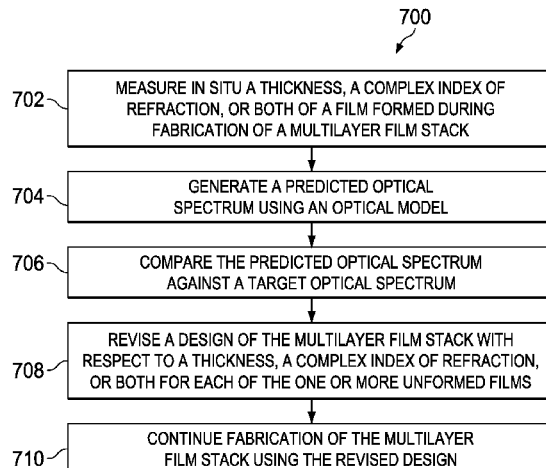 700
702
MEASURE IN SITU A THICKNESS, A COMPLEX INDEX OF
REFRACTION, OR BOTH OF A FILM FORMED DURING
FABRICATION OF A MULTILAYER FILM STACK
704
GENERATE A PREDICTED OPTICAL
SPECTRUM USING AN OPTICAL MODEL
706
COMPARE THE PREDICTED OPTICAL SPECTRUM
AGAINST A TARGET OPTICAL SPECTRUM
708
REVISE A DESIGN OF THE MULTILAYER FILM STACK WITH
RESPECT TO A THICKNESS, A COMPLEX INDEX OF REFRACTION,
OR BOTH FOR EACH OF THE ONE OR MORE UNFORMED FILMS
710
CONTINUE FABRICATION OF THE MULTILAYER
FILM STACK USING THE REVISED DESIGN